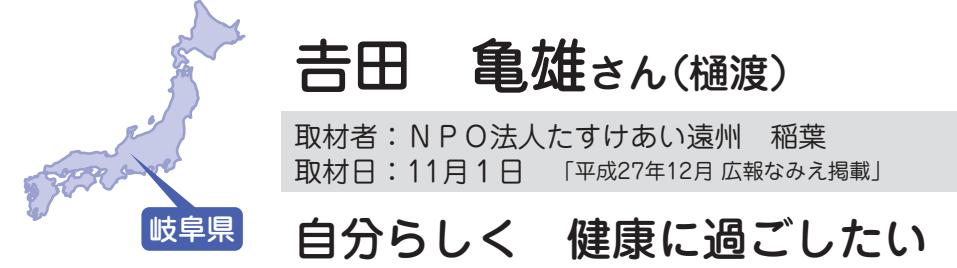 𠮷田　亀雄さん（樋渡）
取材者：ＮＰＯ法人たすけあい遠州　稲葉
取材日：11月１日　「平成27年12月 広報なみえ掲載」
岐阜県
自分らしく　健康に過ごしたい